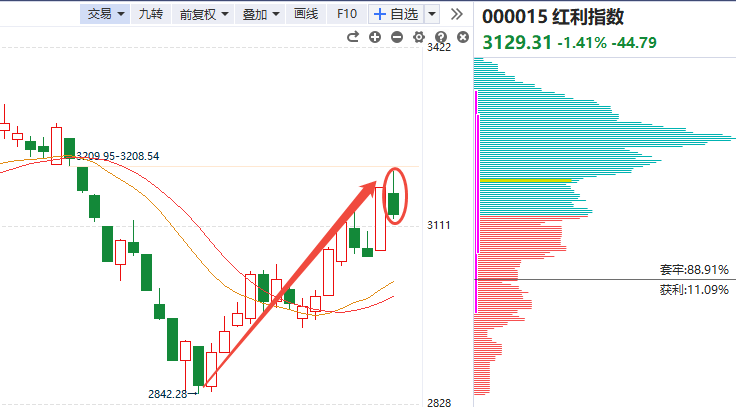 交易 九转 前复权 叠加 画线 F10 自选
000015 红利指数
3129.31 -1.41% -44.79
3422
3209.95-3208.54
3111
套牢:88.91%
获利:11.09%
2842.28
2828